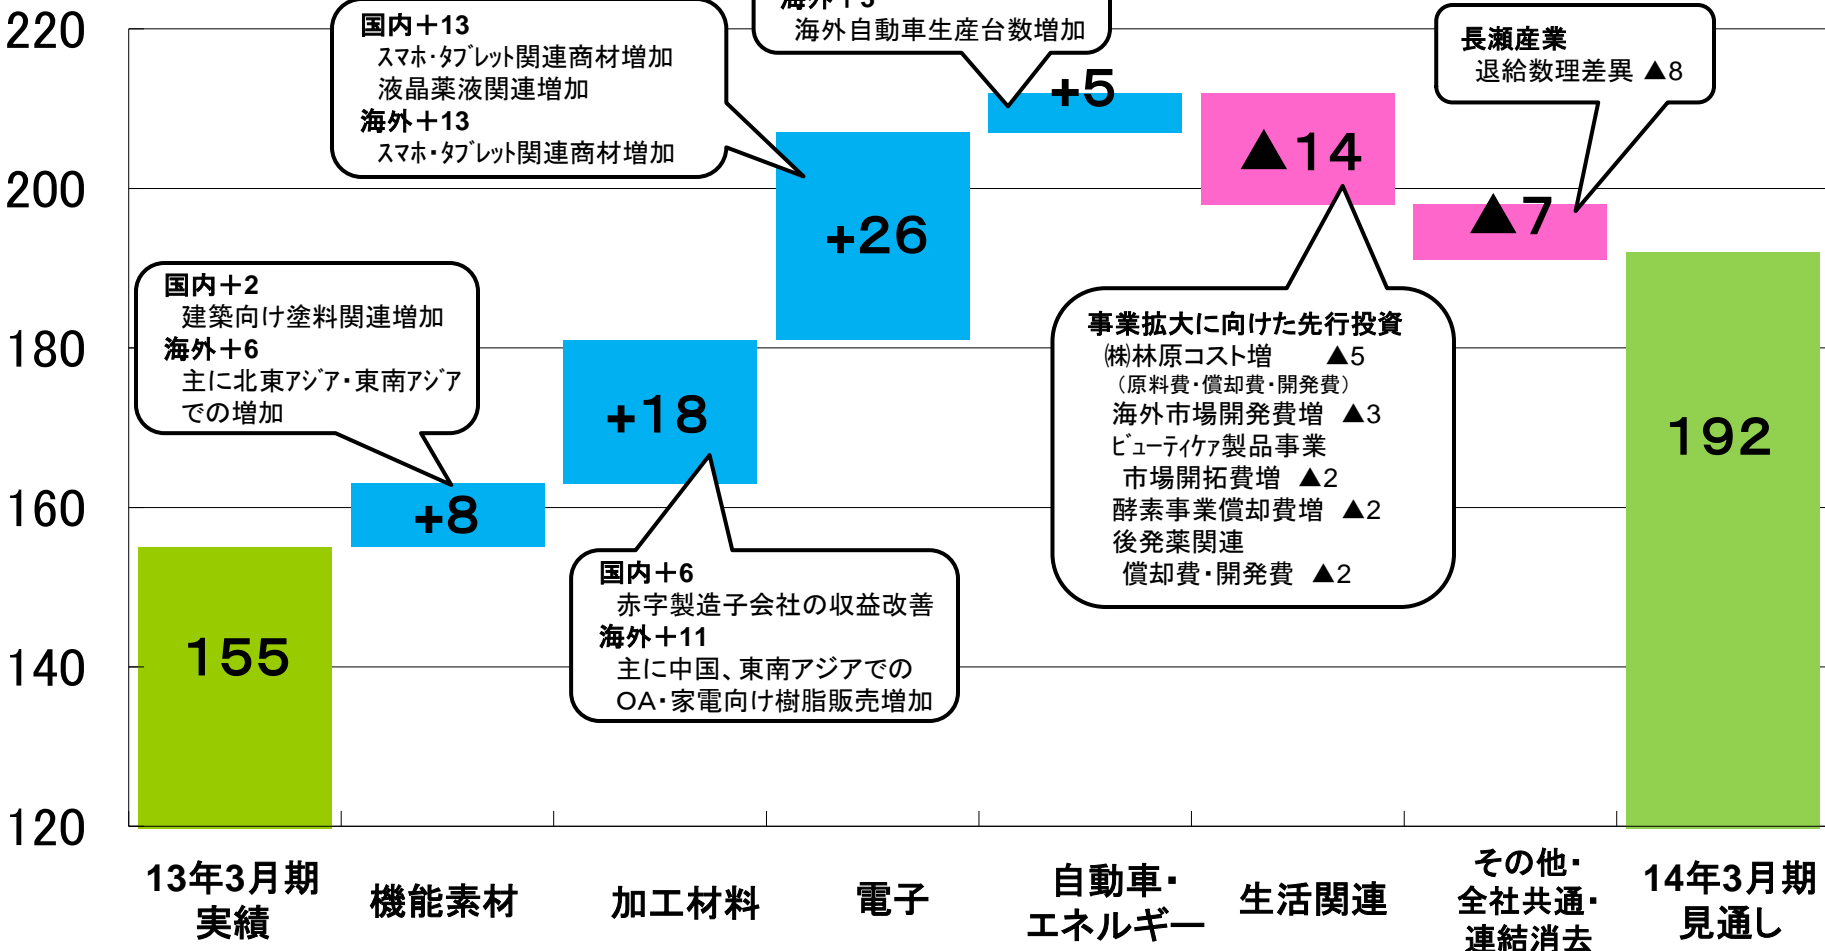 220
200
180
160
140
120
国内＋13
スマホ・タブレット関連商材増加
液晶薬液関連増加
海外＋13
スマホ・タブレット関連商材増加
海外自動車生産台数増加
長瀬産業
退給数理差異 ▲8
国内＋2
建築向け塗料関連増加
海外＋6
主に北東アジア・東南アジア
での増加
国内＋6
赤字製造子会社の収益改善
海外＋11
主に中国、東南アジアでの
OA・家電向け樹脂販売増加
事業拡大に向けた先行投資
㈱林原コスト増 ▲5
（原料費・償却費・開発費）
海外市場開発費増 ▲3
ビューティケア製品事業
市場開拓費増 ▲2
酵素事業償却費増 ▲2
後発薬関連
償却費・開発費 ▲2
155
+8
+18
+26
+5
▲14
▲7
192
13年3月期
実績
機能素材
加工材料
電子
自動車・
エネルギー
生活関連
その他・
全社共通・
連結消去
14年3月期
見通し